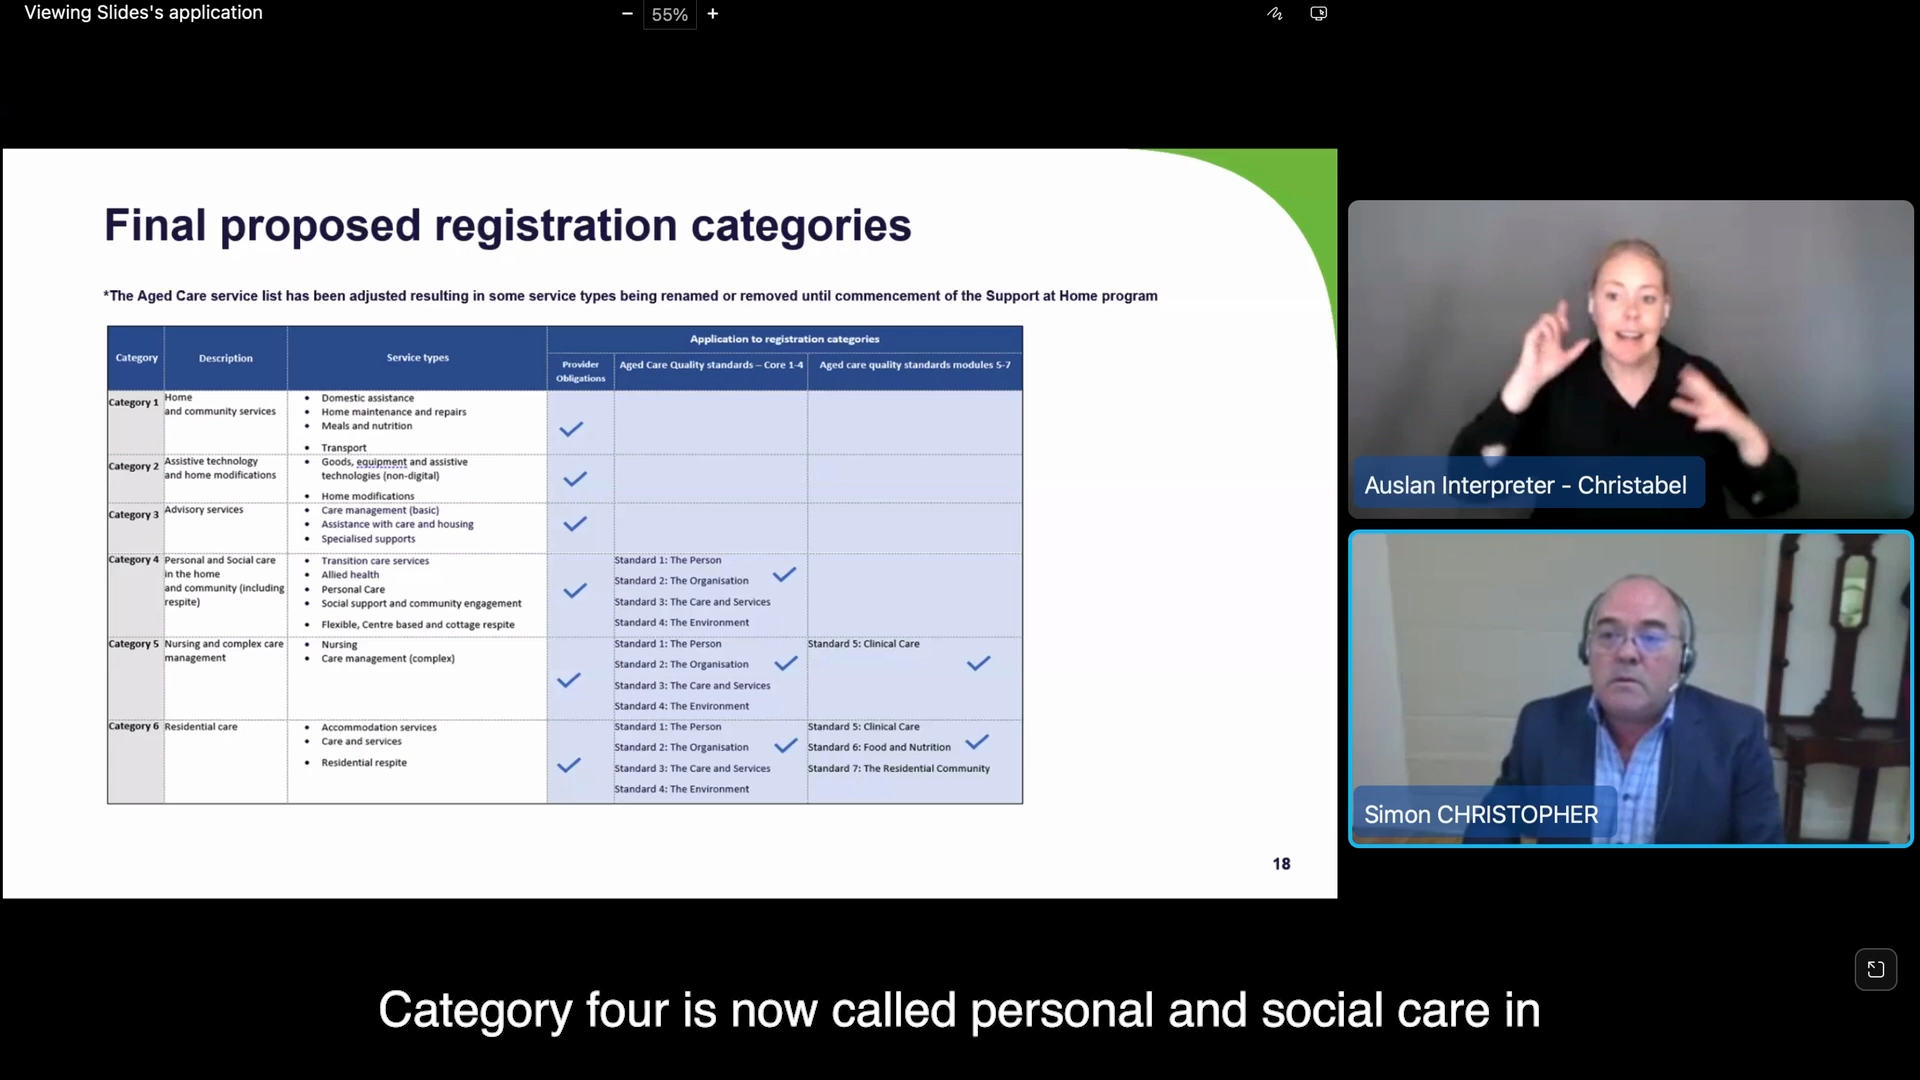 Viewing Slides's application
− 55% +
Final proposed registration categories
*The Aged Care service list has been adjusted resulting in some service types being renamed or removed until commencement of the Support at Home program
Category
Description
Service types
Application to registration categories
Provider
Obligations
Aged Care Quality standards – Core 1-4
Aged care quality standards modules 5-7
Category 1
Home
and community services
• Domestic assistance
• Home maintenance and repairs
• Meals and nutrition
• Transport
Category 2
Assistive technology
and home modifications
• Goods, equipment and assistive
technologies (non-digital)
• Home modifications
Category 3
Advisory services
• Care management (basic)
• Assistance with care and housing
• Specialised supports
Category 4
Personal and Social care
in the home
and community (including
respite)
• Transition care services
• Allied health
• Personal Care
• Social support and community engagement
• Flexible, Centre based and cottage respite
Standard 1: The Person
Standard 2: The Organisation
Standard 3: The Care and Services
Standard 4: The Environment
Category 5
Nursing and complex care
management
• Nursing
• Care management (complex)
Standard 1: The Person
Standard 2: The Organisation
Standard 3: The Care and Services
Standard 4: The Environment
Standard 5: Clinical Care
Category 6
Residential care
• Accommodation services
• Care and services
• Residential respite
Standard 1: The Person
Standard 2: The Organisation
Standard 3: The Care and Services
Standard 4: The Environment
Standard 5: Clinical Care
Standard 6: Food and Nutrition
Standard 7: The Residential Community
18
Auslan Interpreter - Christabel
Simon CHRISTOPHER
Category four is now called personal and social care in